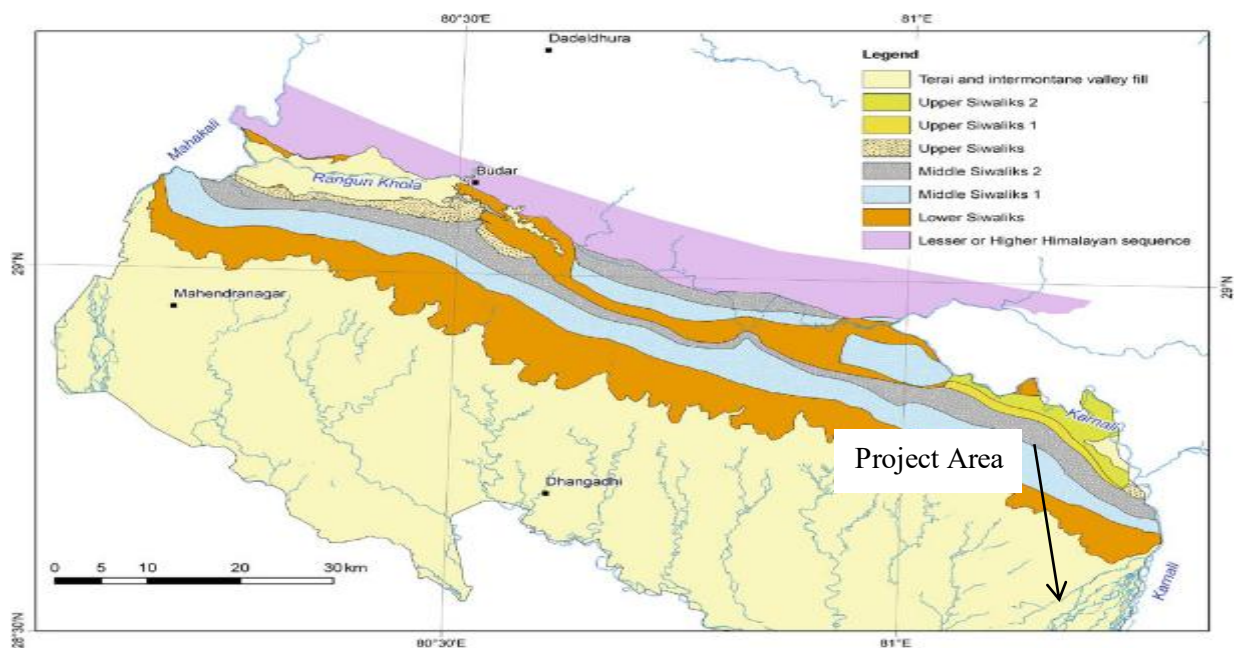 80°30'E
81°E
Dadeldhura
Legend
Terai and intermontane valley fill
Upper Siwaliks 2
Upper Siwaliks 1
Upper Siwaliks
Middle Siwaliks 2
Middle Siwaliks 1
Lower Siwaliks
Lesser or Higher Himalayan sequence
Mahakali
Rangun Khola
Budar
29°N
29°N
Mahendranagar
Karnali
Project Area
Dhangadhi
0 5 10 20 30 km
Karnali
28°30'N
80°30'E
81°E